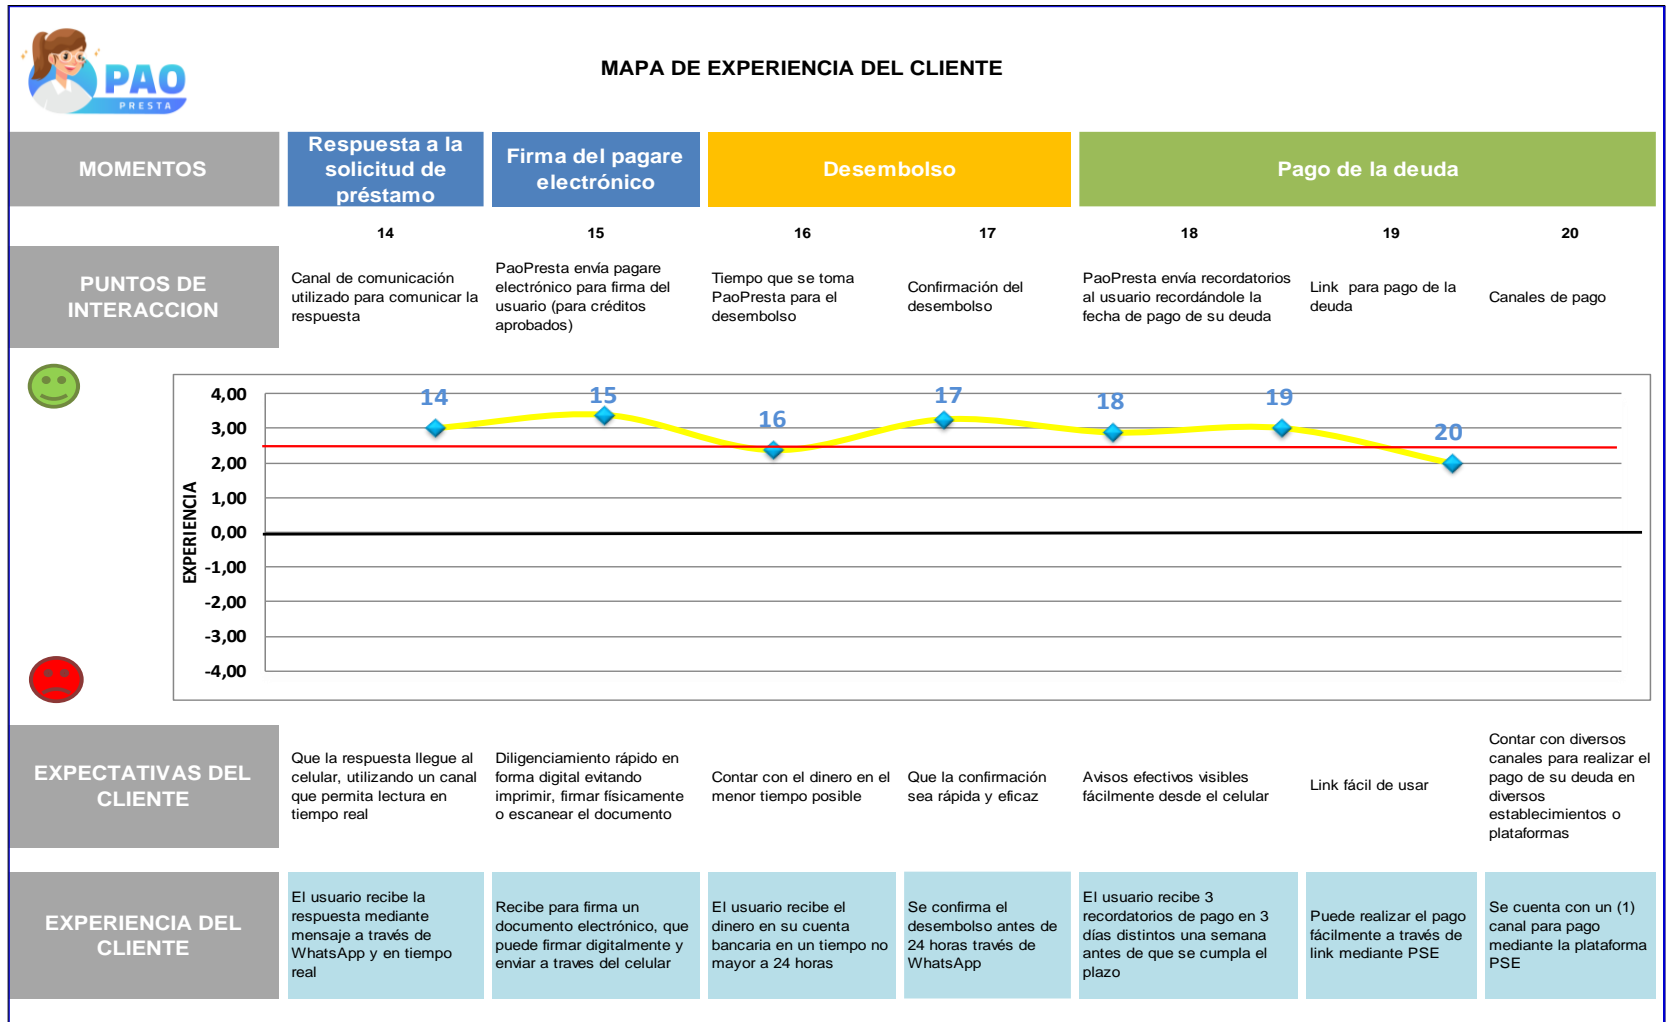 PAO
PRESTA
MAPA DE EXPERIENCIA DEL CLIENTE
MOMENTOS
Respuesta a la
solicitud de
préstamo
Firma del pagare
electrónico
Desembolso
Pago de la deuda
14
15
16
17
18
19
20
PUNTOS DE
INTERACCION
Canal de comunicación
utilizado para comunicar la
respuesta
PaoPresta envía pagare
electrónico para firma del
usuario (para créditos
aprobados)
Tiempo que se toma
PaoPresta para el
desembolso
Confirmación del
desembolso
PaoPresta envía recordatorios
al usuario recordándole la
fecha de pago de su deuda
Link para pago de la
deuda
Canales de pago
EXPERIENCIA
4,00
3,00
2,00
1,00
0,00
-1,00
-2,00
-3,00
-4,00
14
15
16
17
18
19
20
EXPECTATIVAS DEL
CLIENTE
Que la respuesta llegue al
celular, utilizando un canal
que permita lectura en
tiempo real
Diligenciamiento rápido en
forma digital evitando
imprimir, firmar físicamente
o escanear el documento
Contar con el dinero en el
menor tiempo posible
Que la confirmación
sea rápida y eficaz
Avisos efectivos visibles
fácilmente desde el celular
Link fácil de usar
Contar con diversos
canales para realizar el
pago de su deuda en
diversos
establecimientos o
plataformas
EXPERIENCIA DEL
CLIENTE
El usuario recibe la
respuesta mediante
mensaje a través de
WhatsApp y en tiempo
real
Recibe para firma un
documento electrónico, que
puede firmar digitalmente y
enviar a traves del celular
El usuario recibe el
dinero en su cuenta
bancaria en un tiempo no
mayor a 24 horas
Se confirma el
desembolso antes de
24 horas través de
WhatsApp
El usuario recibe 3
recordatorios de pago en 3
días distintos una semana
antes de que se cumpla el
plazo
Puede realizar el pago
fácilmente a través de
link mediante PSE
Se cuenta con un (1)
canal para pago
mediante la plataforma
PSE